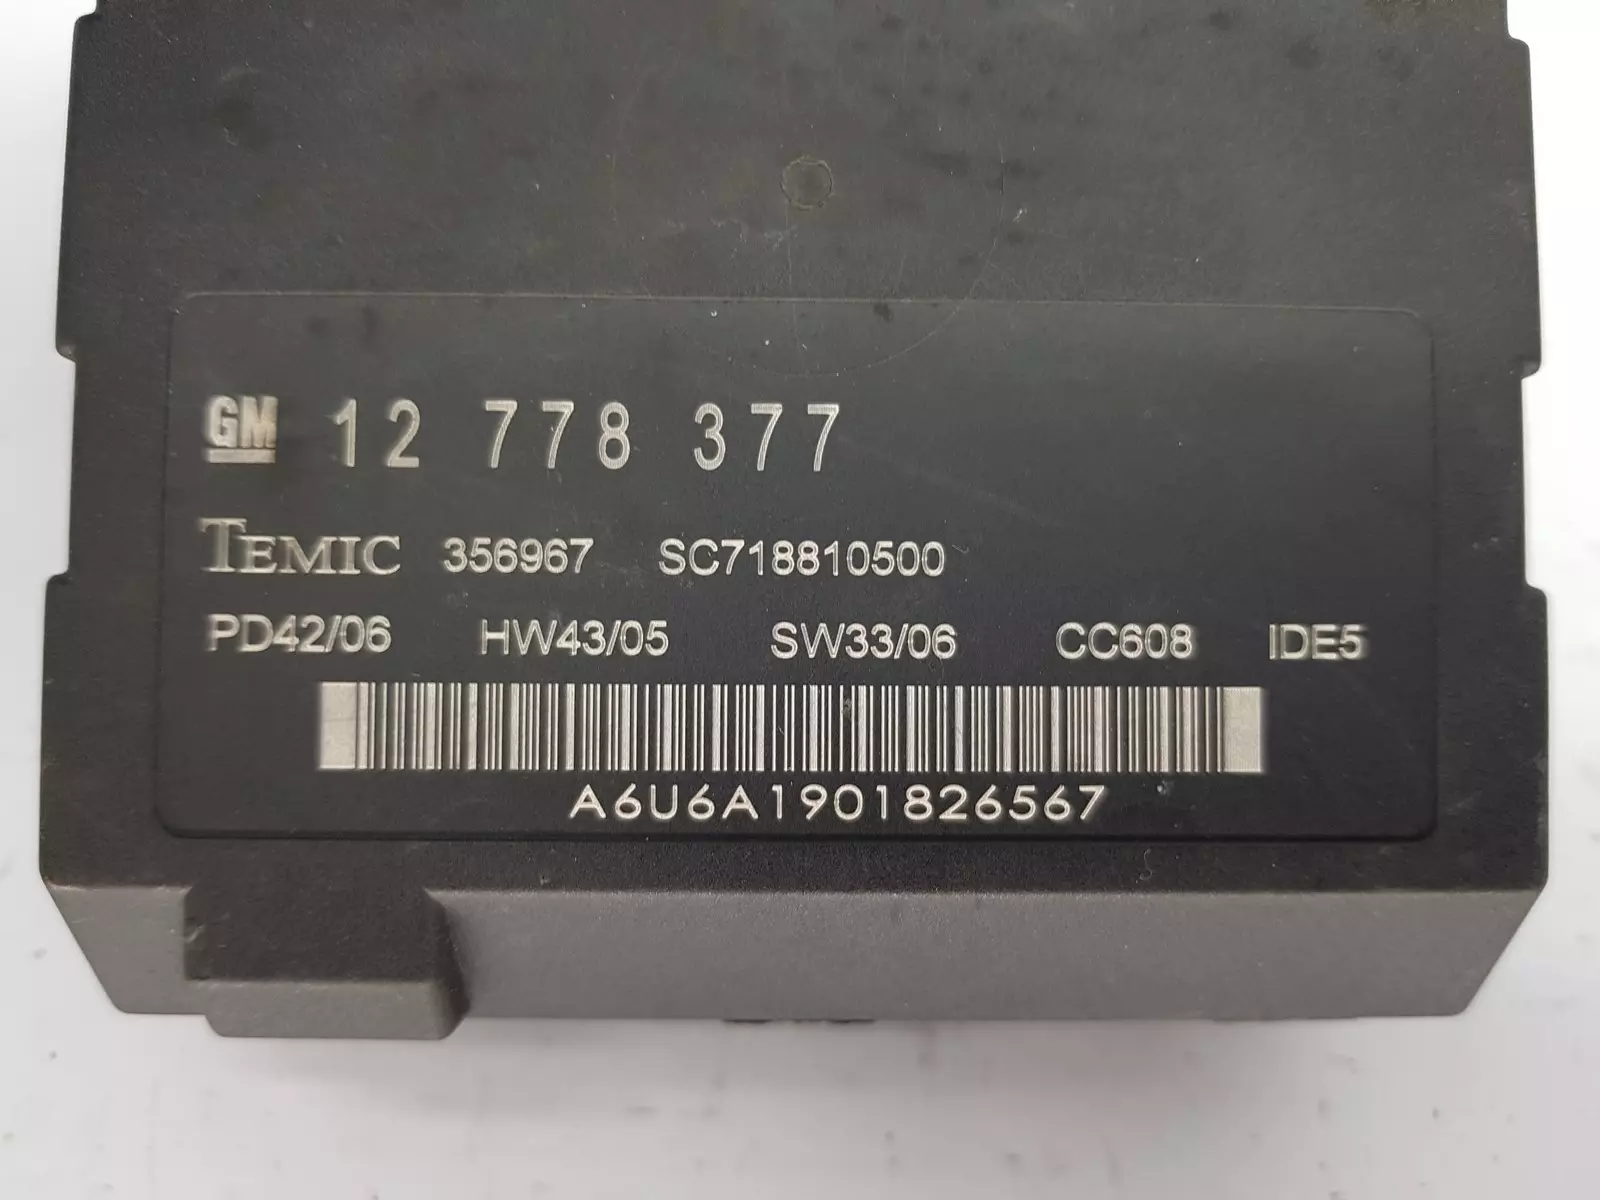 GM 12 778 377
TEMIC 356967 SC718810500
PD42/06 HW43/05 SW33/06 CC608 IDE5
A6U6A1901826567